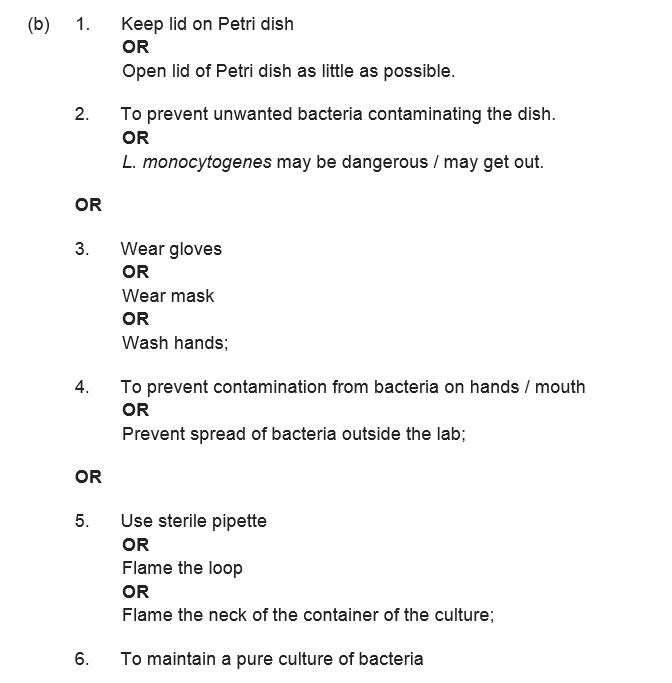 (b) 1. Keep lid on Petri dish
OR
Open lid of Petri dish as little as possible.
2. To prevent unwanted bacteria contaminating the dish.
OR
L. monocytogenes may be dangerous / may get out.
OR
3. Wear gloves
OR
Wear mask
OR
Wash hands;
4. To prevent contamination from bacteria on hands / mouth
OR
Prevent spread of bacteria outside the lab;
OR
5. Use sterile pipette
OR
Flame the loop
OR
Flame the neck of the container of the culture;
6. To maintain a pure culture of bacteria